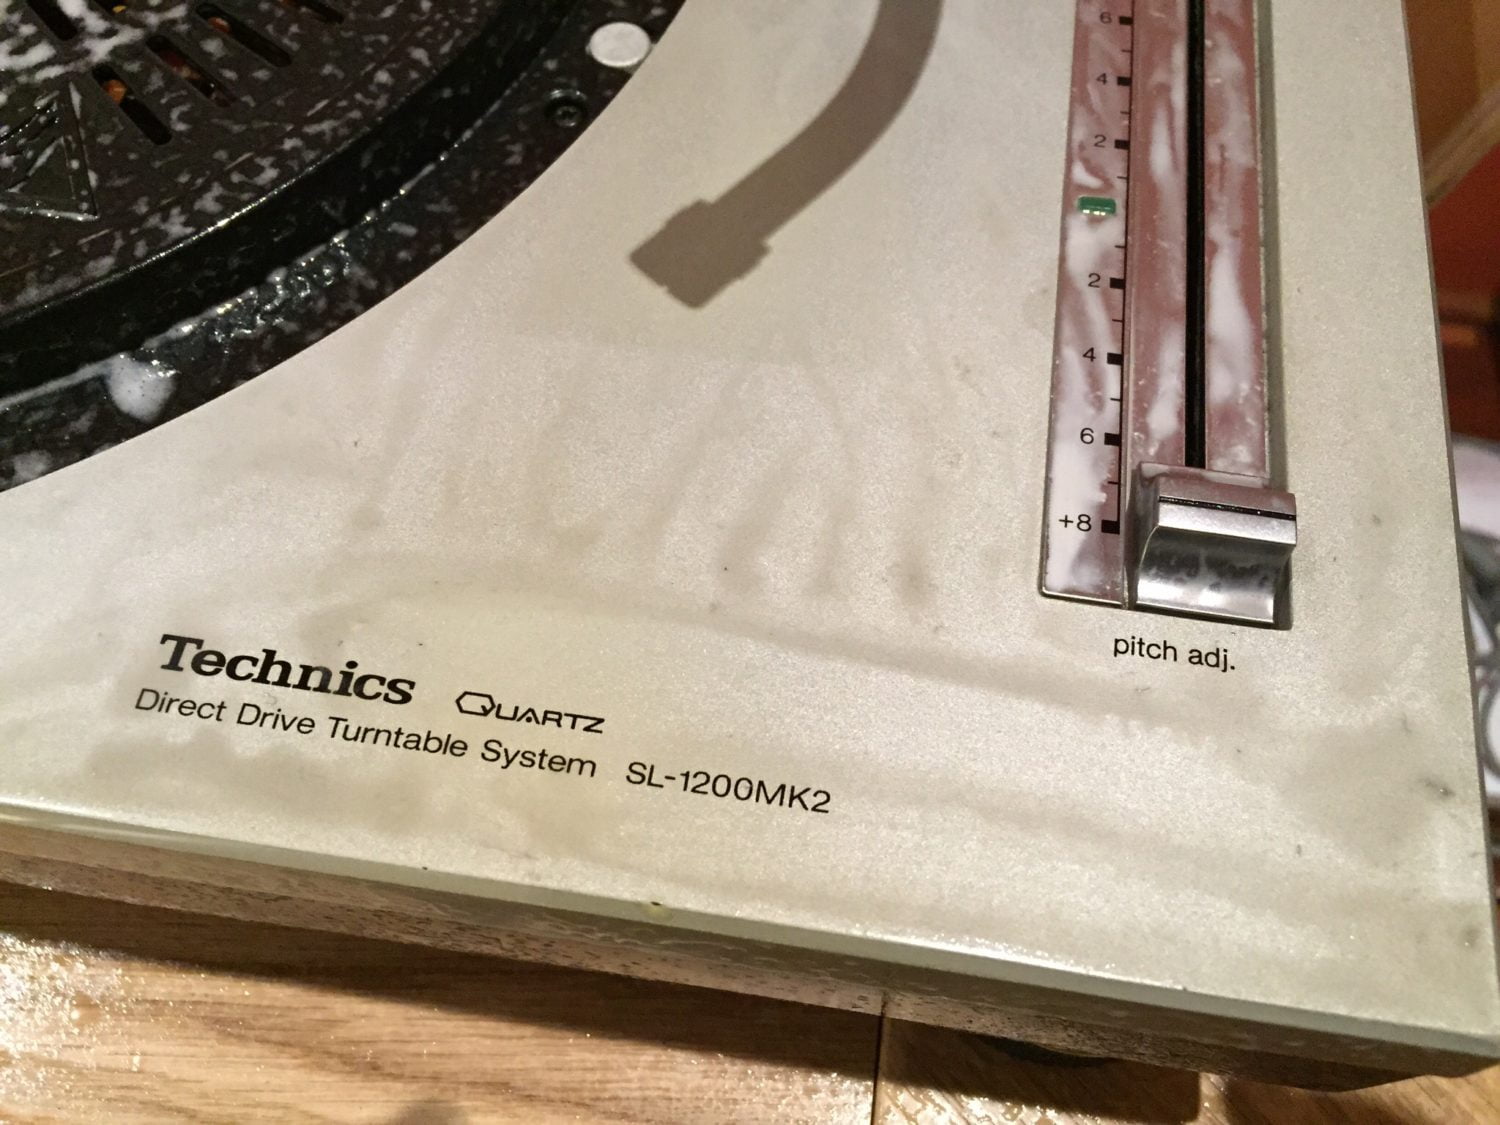 6
4
2
2
4
6
+8
pitch adj.
Technics QUARTZ
Direct Drive Turntable System SL-1200MK2